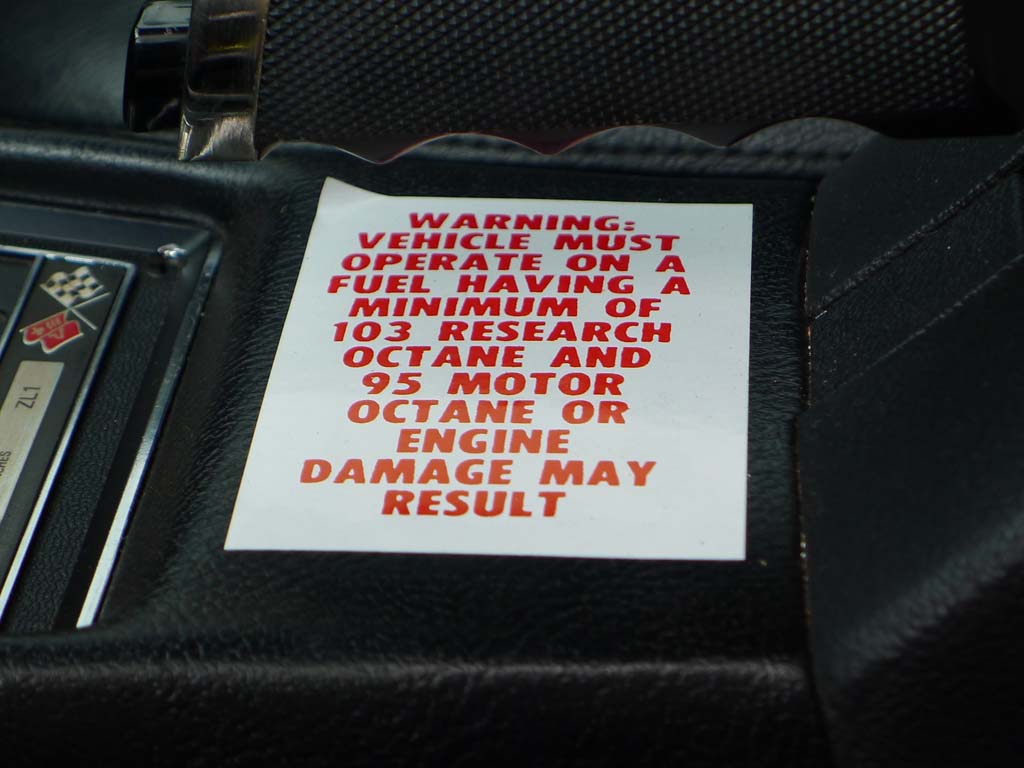 WARNING:
VEHICLE MUST
OPERATE ON A
FUEL HAVING A
MINIMUM OF
103 RESEARCH
OCTANE AND
95 MOTOR
OCTANE OR
ENGINE
DAMAGE MAY
RESULT
ZL1